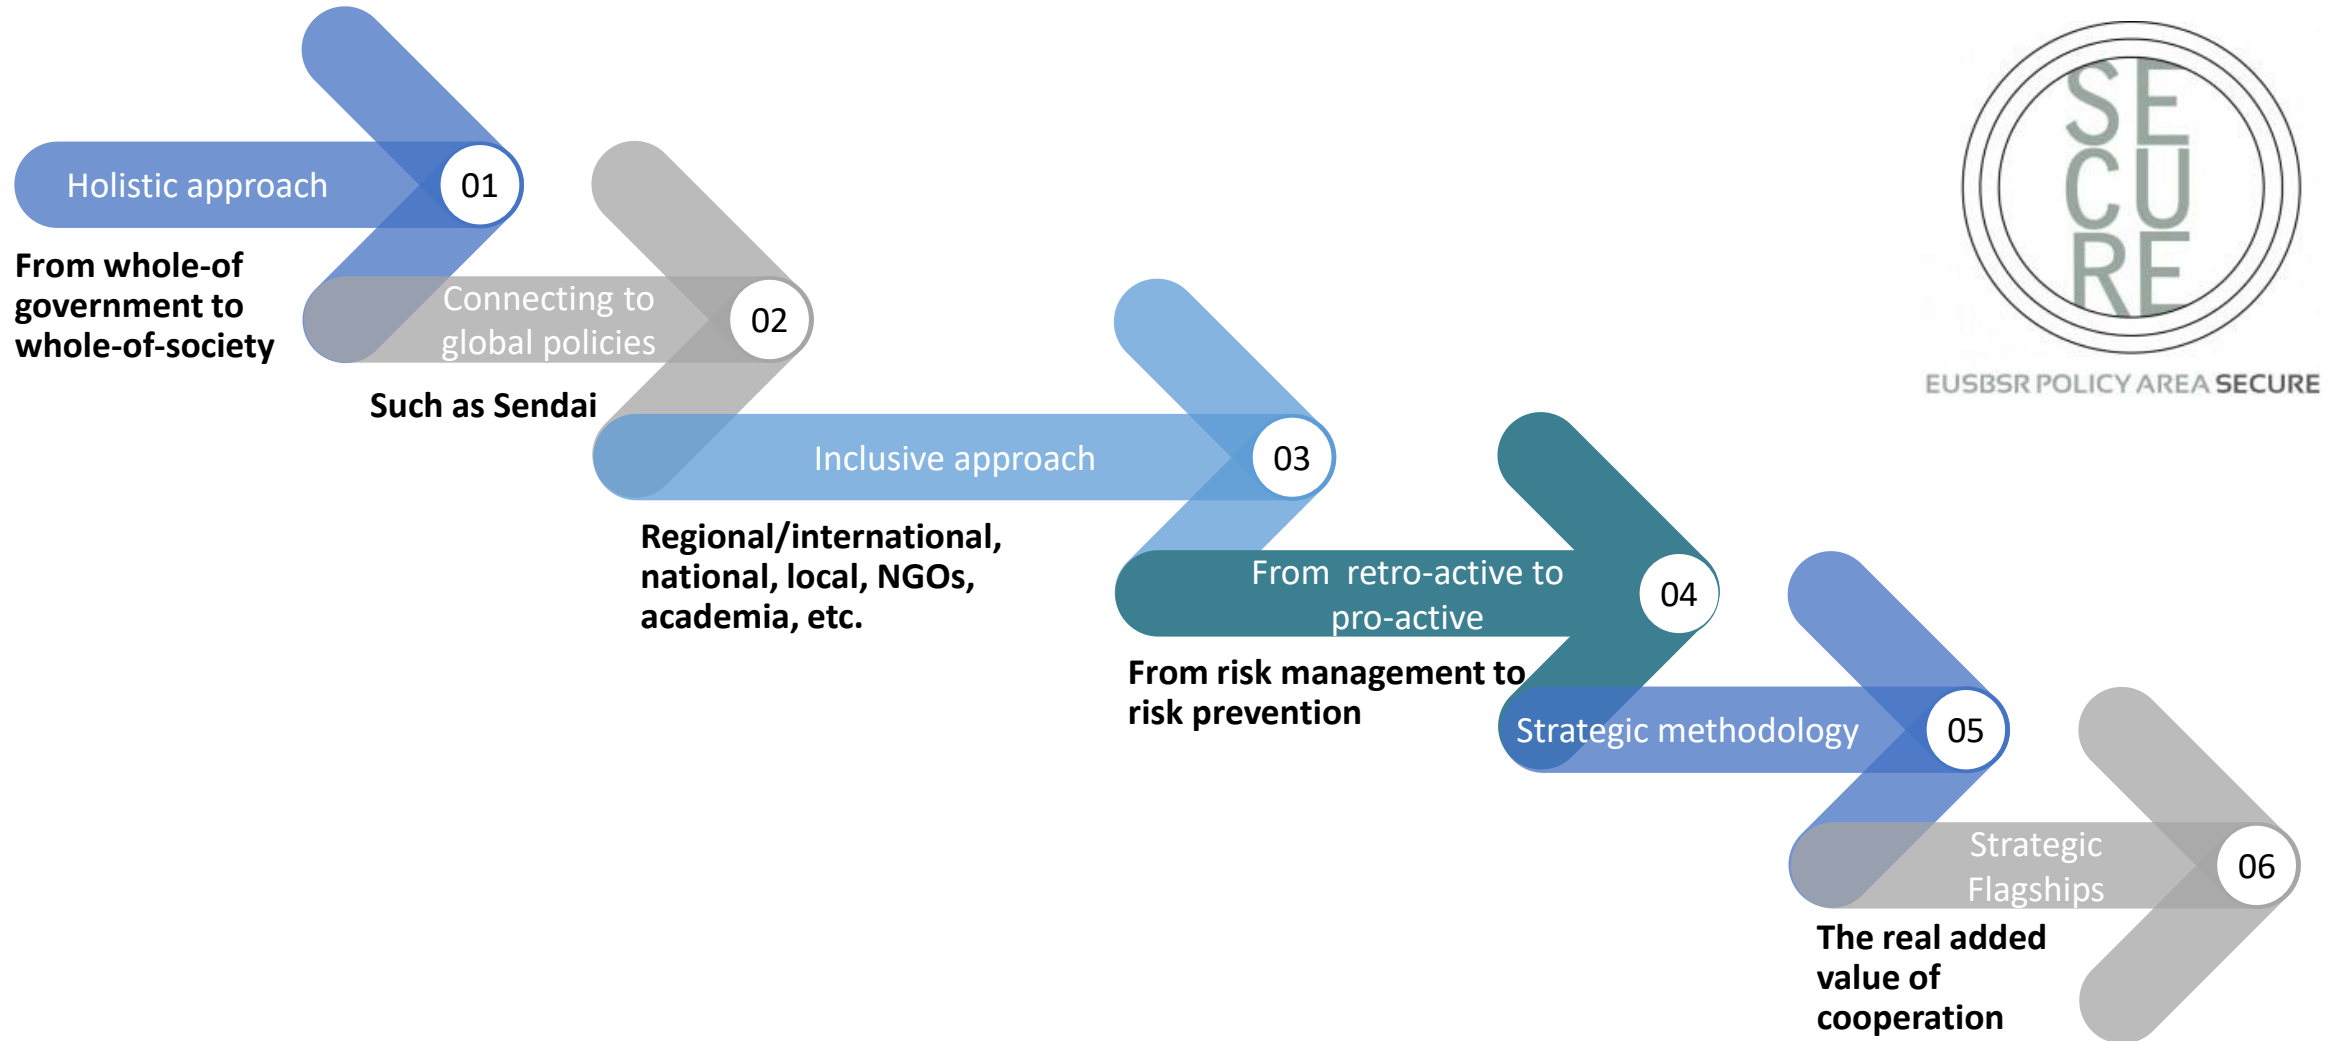 Holistic approach
01
From whole-of
government to
whole-of-society
Connecting to
global policies
02
Such as Sendai
Inclusive approach
03
Regional/international,
national, local, NGOs,
academia, etc.
From  retro-active to
pro-active
04
From risk management to
risk prevention
Strategic methodology
05
Strategic
Flagships
06
The real added
value of
cooperation
SE
CU
RE
EUSBSR POLICY AREA SECURE